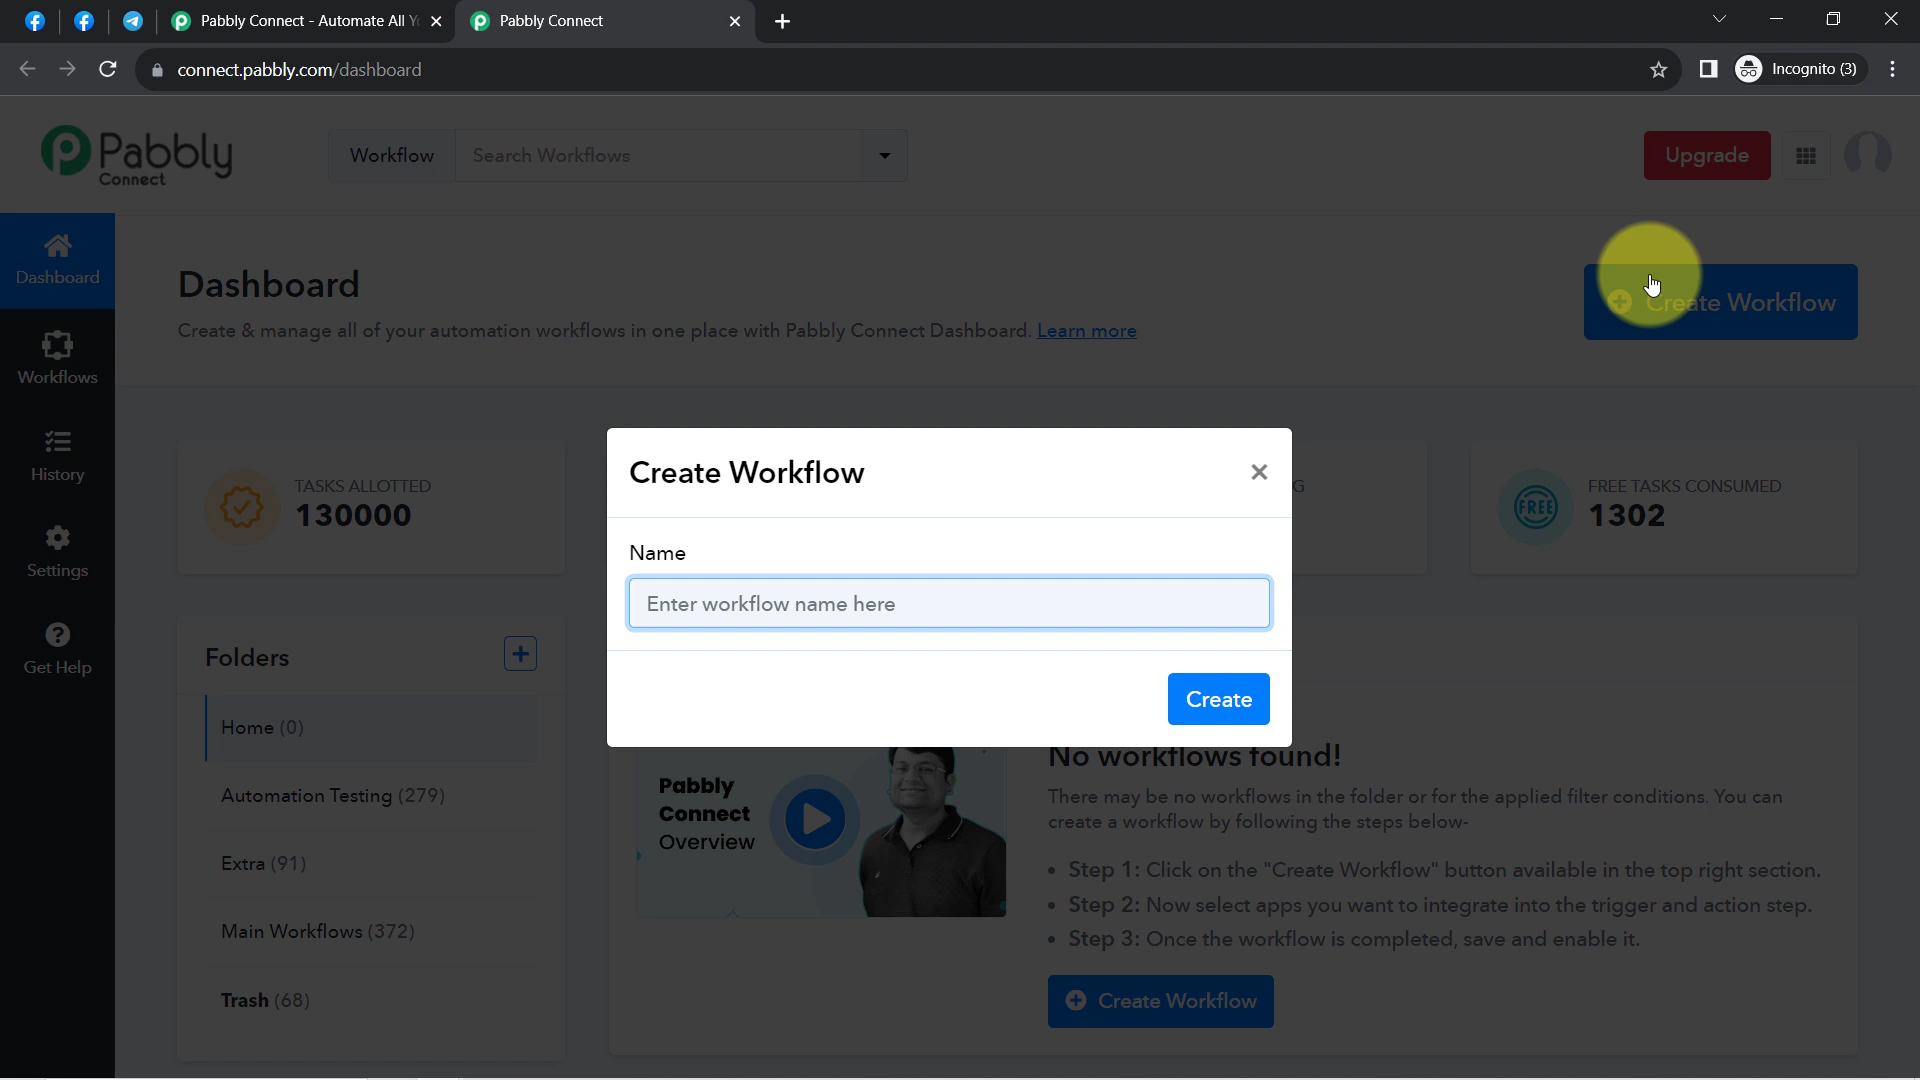 Pabbly Connect - Automate All Y
Pabbly Connect
connect.pabbly.com/dashboard
Incognito (3)
Pabbly
Connect
Workflow
Search Workflows
Upgrade
Dashboard
Workflows
History
Settings
Get Help
Dashboard
Create & manage all of your automation workflows in one place with Pabbly Connect Dashboard. Learn more
Create Workflow
TASKS ALLOTTED
130000
G
FREE
FREE TASKS CONSUMED
1302
Create Workflow
Name
Enter workflow name here
Create
Folders
Home (0)
Automation Testing (279)
Extra (91)
Main Workflows (372)
Trash (68)
Pabbly
Connect
Overview
No workflows found!
There may be no workflows in the folder or for the applied filter conditions. You can
create a workflow by following the steps below-
Step 1: Click on the "Create Workflow" button available in the top right section.
Step 2: Now select apps you want to integrate into the trigger and action step.
Step 3: Once the workflow is completed, save and enable it.
Create Workflow